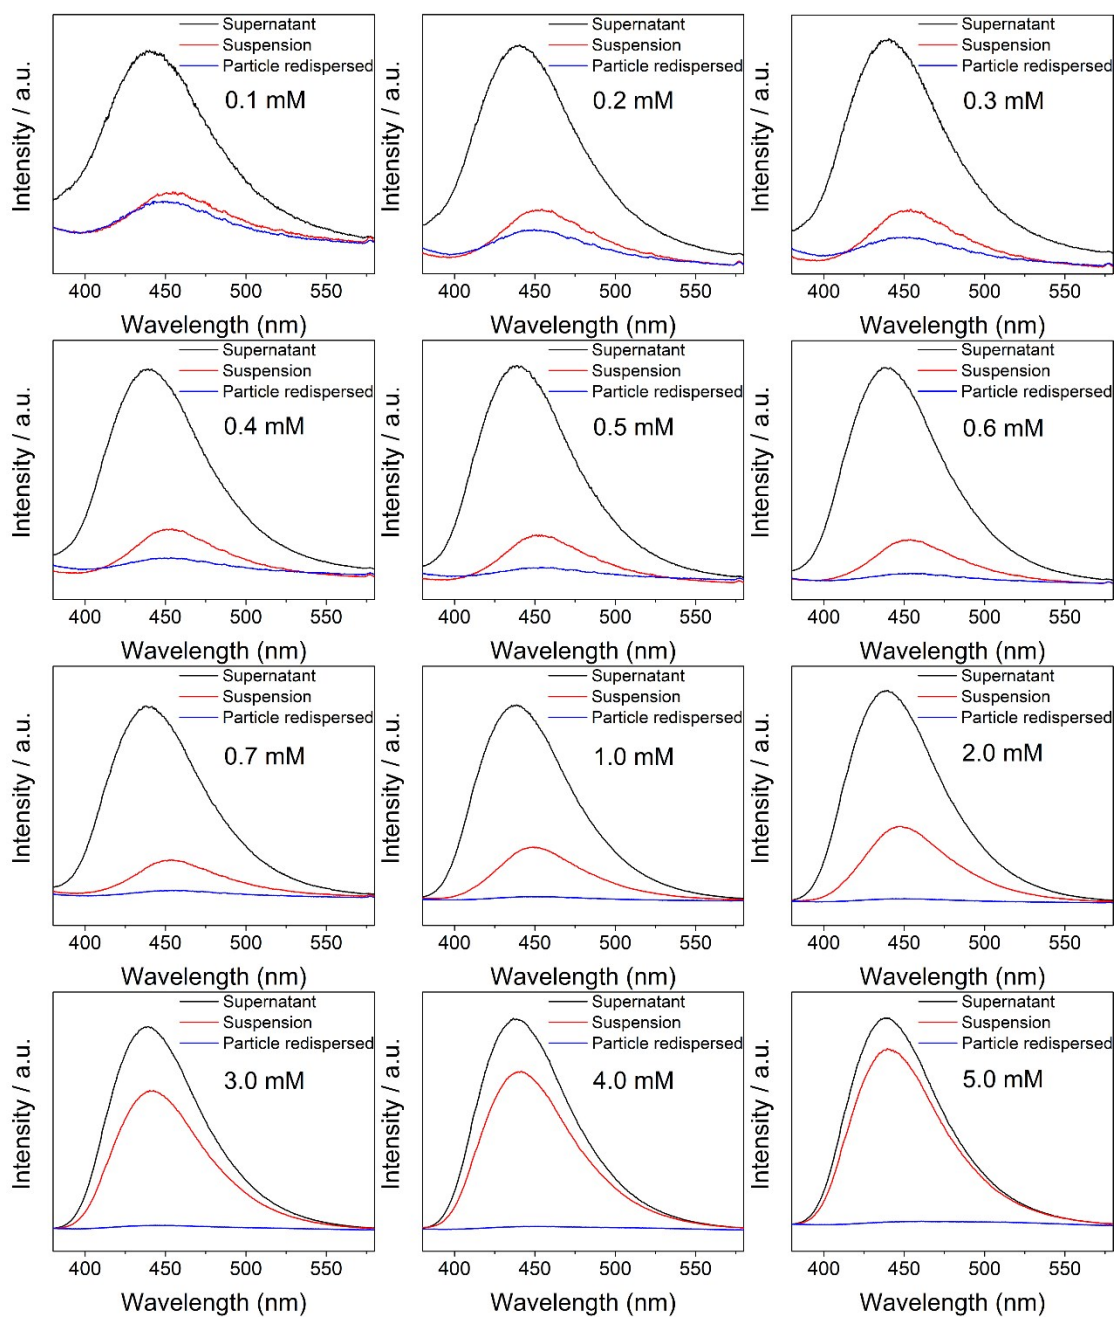 Intensity / a.u.
Supernatant
Suspension
Particle redispersed
0.1 mM
400 450 500 550
Wavelength (nm)
Intensity / a.u.
Supernatant
Suspension
Particle redispersed
0.2 mM
400 450 500 550
Wavelength (nm)
Intensity / a.u.
Supernatant
Suspension
Particle redispersed
0.3 mM
400 450 500 550
Wavelength (nm)
Intensity / a.u.
Supernatant
Suspension
Particle redispersed
0.4 mM
400 450 500 550
Wavelength (nm)
Intensity / a.u.
Supernatant
Suspension
Particle redispersed
0.5 mM
400 450 500 550
Wavelength (nm)
Intensity / a.u.
Supernatant
Suspension
Particle redispersed
0.6 mM
400 450 500 550
Wavelength (nm)
Intensity / a.u.
Supernatant
Suspension
Particle redispersed
0.7 mM
400 450 500 550
Wavelength (nm)
Intensity / a.u.
Supernatant
Suspension
Particle redispersed
1.0 mM
400 450 500 550
Wavelength (nm)
Intensity / a.u.
Supernatant
Suspension
Particle redispersed
2.0 mM
400 450 500 550
Wavelength (nm)
Intensity / a.u.
Supernatant
Suspension
Particle redispersed
3.0 mM
400 450 500 550
Wavelength (nm)
Intensity / a.u.
Supernatant
Suspension
Particle redispersed
4.0 mM
400 450 500 550
Wavelength (nm)
Intensity / a.u.
Supernatant
Suspension
Particle redispersed
5.0 mM
400 450 500 550
Wavelength (nm)